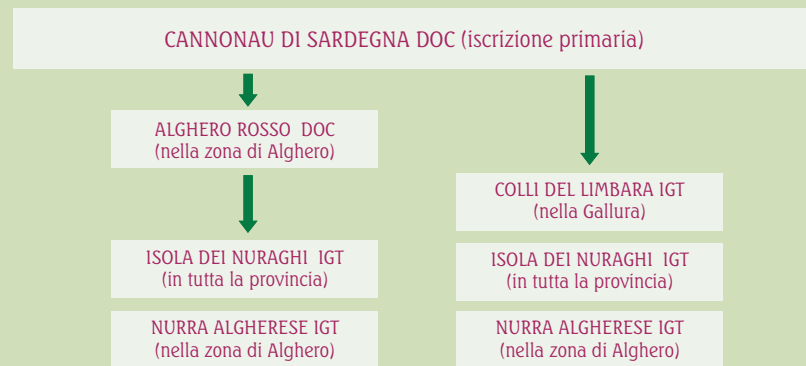 CANNONAU DI SARDEGNA DOC (iscrizione primaria)
ALGHERO ROSSO DOC
(nella zona di Alghero)
ISOLA DEI NURAGHI IGT
(in tutta la provincia)
NURRA ALGHERESE IGT
(nella zona di Alghero)
COLLI DEL LIMBARA IGT
(nella Gallura)
ISOLA DEI NURAGHI IGT
(in tutta la provincia)
NURRA ALGHERESE IGT
(nella zona di Alghero)